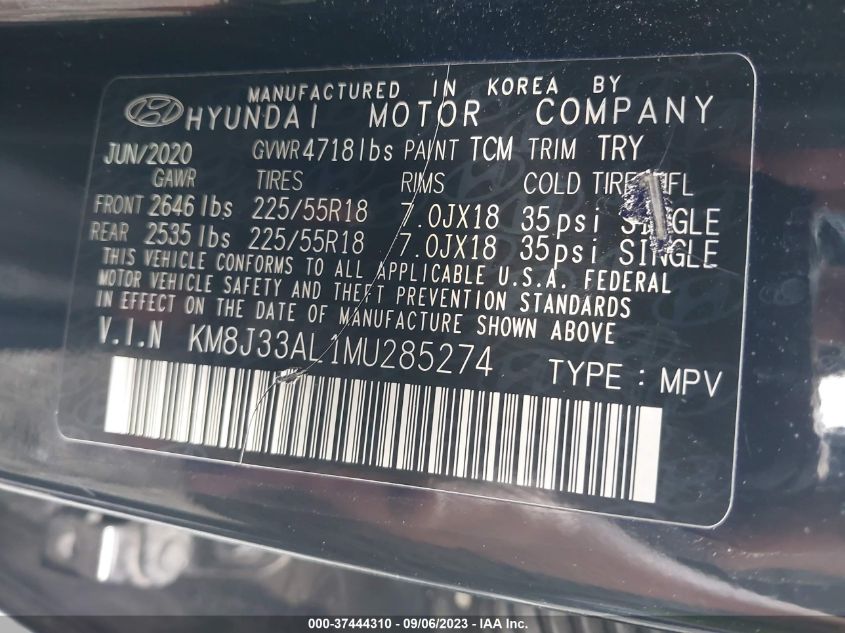 MANUFACTURED IN KOREA BY
HYUNDAI MOTOR COMPANY
JUN/2020 GVWR 4718lbs PAINT TCM TRIM TRY
GAWR TIRES RIMS COLD TIRE INFL
FRONT 2646 lbs 225/55R18 7.0JX18 35psi SINGLE
REAR 2535 lbs 225/55R18 7.0JX18 35psi SINGLE
THIS VEHICLE CONFORMS TO ALL APPLICABLE U.S.A. FEDERAL
MOTOR VEHICLE SAFETY AND THEFT PREVENTION STANDARDS
IN EFFECT ON THE DATE OF MANUFACTURE SHOWN ABOVE
V.I.N KM8J33AL1MU285274 TYPE : MPV
000-37444310 - 09/06/2023 - IAA Inc.